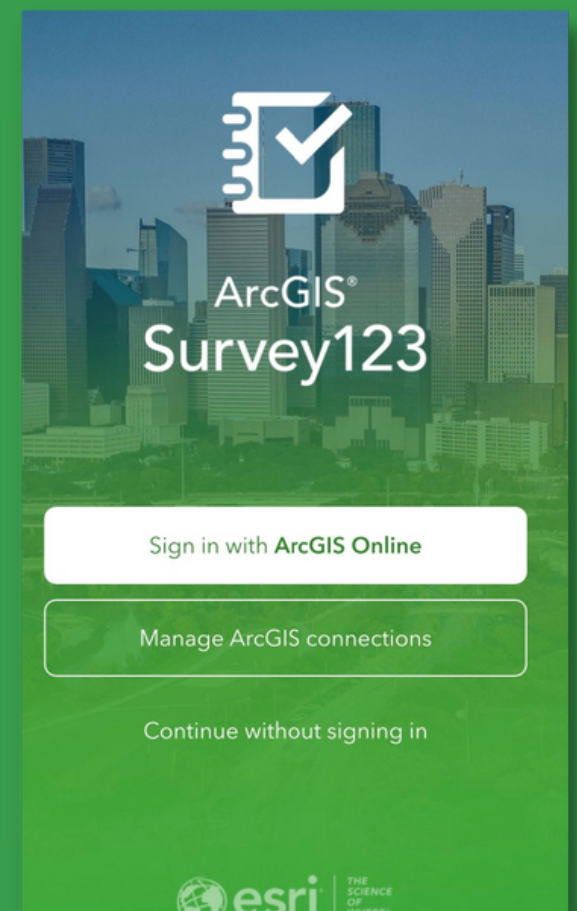 ArcGIS®
Survey123
Sign in with ArcGIS Online
Manage ArcGIS connections
Continue without signing in
esri
THE
SCIENCE
OF